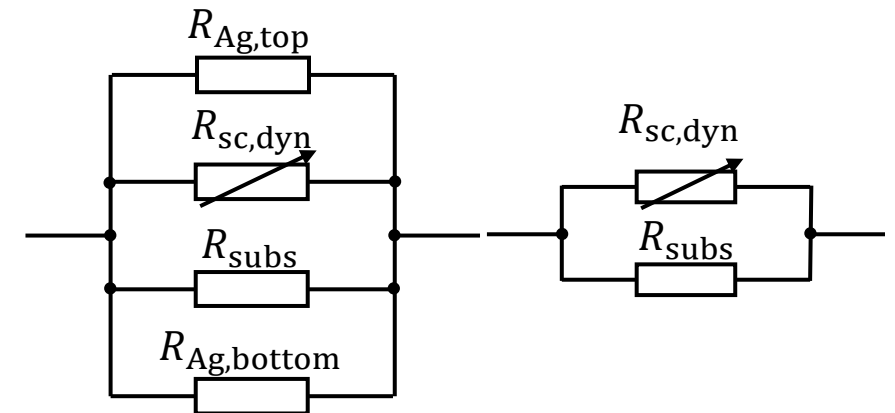 R_Ag,top
R_sc,dyn
R_subs
R_Ag,bottom
R_sc,dyn
R_subs